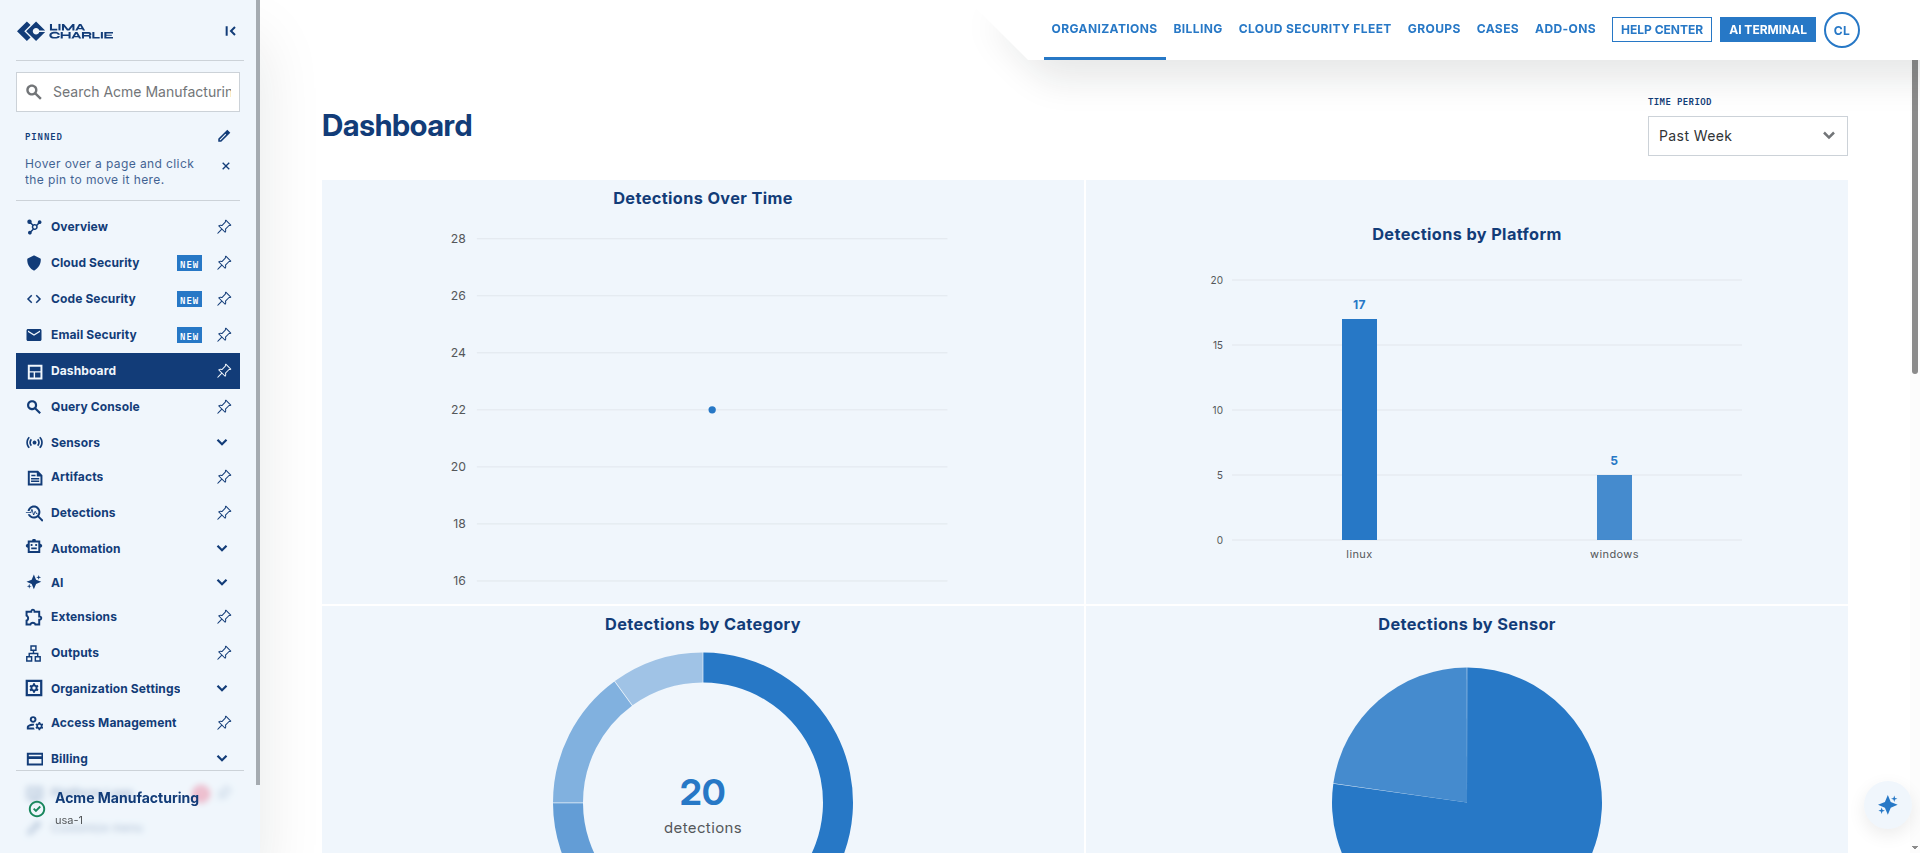 LIMA
CHARLIE
ORGANIZATIONS
BILLING
CLOUD SECURITY FLEET
GROUPS
CASES
ADD-ONS
HELP CENTER
AI TERMINAL
CL
Search Acme Manufacturin
PINNED
Hover over a page and click
the pin to move it here.
Overview
Cloud Security
NEW
Code Security
NEW
Email Security
NEW
Dashboard
Query Console
Sensors
Artifacts
Detections
Automation
AI
Extensions
Outputs
Organization Settings
Access Management
Billing
Acme Manufacturing
usa-1
Dashboard
TIME PERIOD
Past Week
Detections Over Time
28
26
24
22
20
18
16
Detections by Platform
20
15
10
5
0
17
5
linux
windows
Detections by Category
20
detections
Detections by Sensor